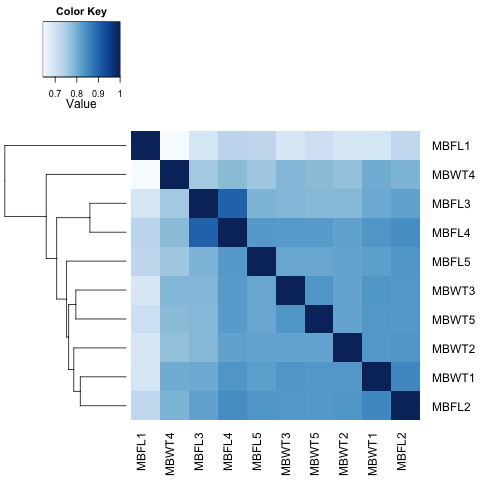 Color Key
0.7 0.8 0.9 1
Value
MBFL1
MBWT4
MBFL3
MBFL4
MBFL5
MBWT3
MBWT5
MBWT2
MBWT1
MBFL2
MBFL1 MBWT4 MBFL3 MBFL4 MBFL5 MBWT3 MBWT5 MBWT2 MBWT1 MBFL2